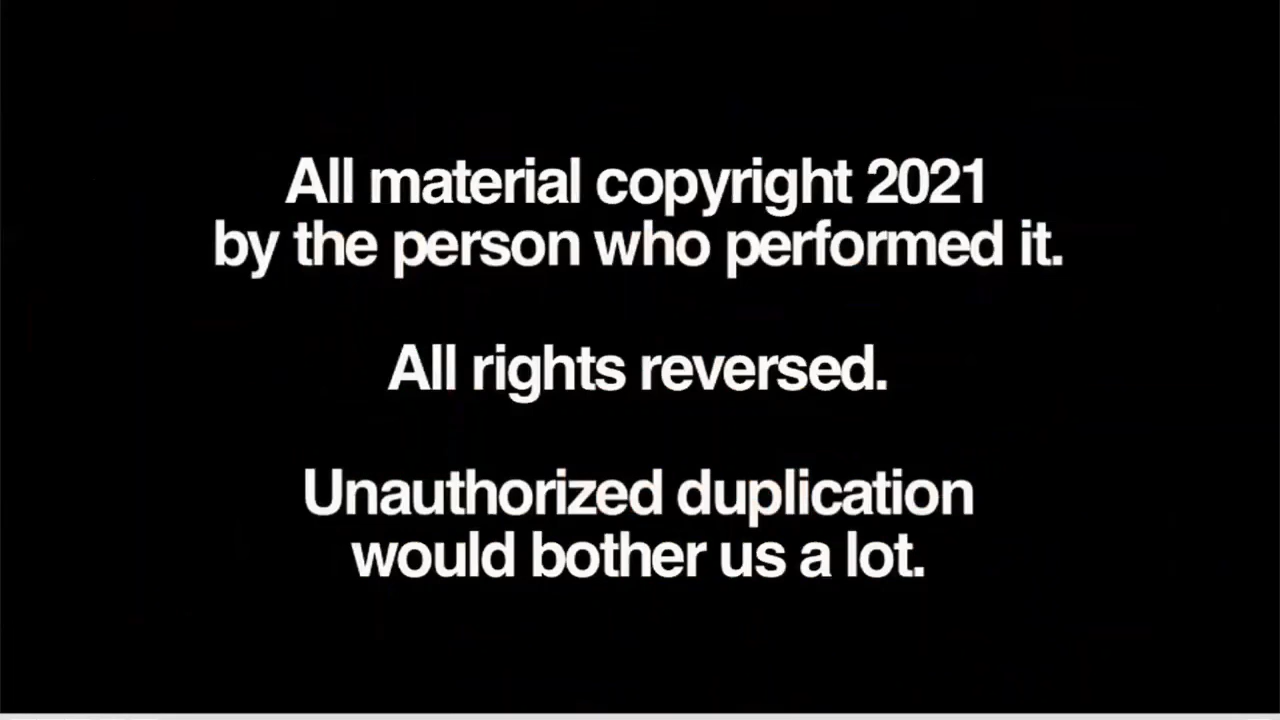 All material copyright 2021
by the person who performed it.
All rights reversed.
Unauthorized duplication
would bother us a lot.